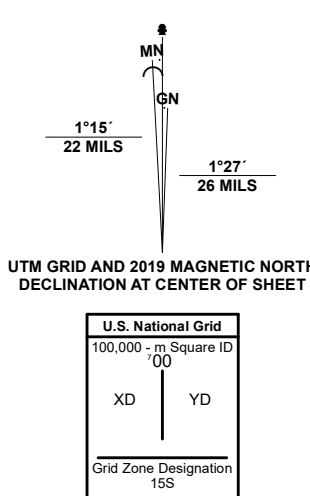 MN
GN
1°15´
22 MILS
1°27´
26 MILS
UTM GRID AND 2019 MAGNETIC NORTH
DECLINATION AT CENTER OF SHEET
U.S. National Grid
100,000 - m Square ID
⁷00
XD YD
Grid Zone Designation
15S